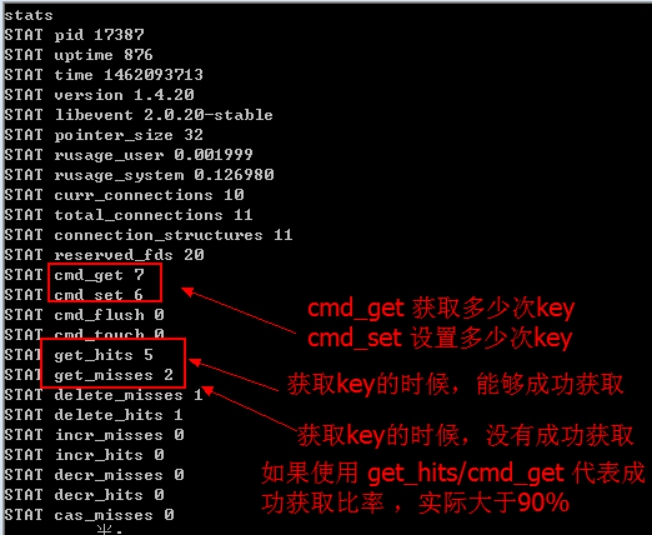 stats
STAT pid 17387
STAT uptime 876
STAT time 1462093713
STAT version 1.4.20
STAT libevent 2.0.20-stable
STAT pointer_size 32
STAT rusage_user 0.001999
STAT rusage_system 0.126980
STAT curr_connections 10
STAT total_connections 11
STAT connection_structures 11
STAT reserved_fds 20
STAT cmd_get 7
STAT cmd_set 6
STAT cmd_flush 0
STAT cmd_touch 0
STAT get_hits 5
STAT get_misses 2
STAT delete_misses 1
STAT delete_hits 1
STAT incr_misses 0
STAT incr_hits 0
STAT decr_misses 0
STAT decr_hits 0
STAT cas_misses 0
cmd_get 获取多少次key
cmd_set 设置多少次key
获取key的时候，能够成功获取
获取key的时候，没有成功获取
如果使用 get_hits/cmd_get 代表成
功获取比率 ，实际大于90%